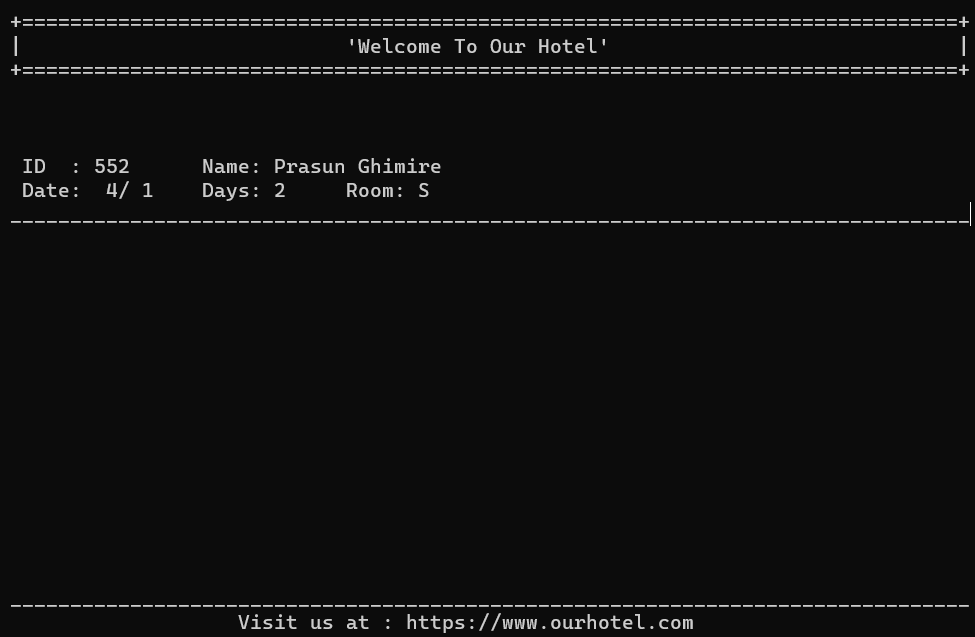 +==============================================================================+
|                           'Welcome To Our Hotel'                             |
+==============================================================================+
ID  : 552      Name: Prasun Ghimire
Date:  4/ 1    Days: 2     Room: S
--------------------------------------------------------------------------------
--------------------------------------------------------------------------------
Visit us at : https://www.ourhotel.com